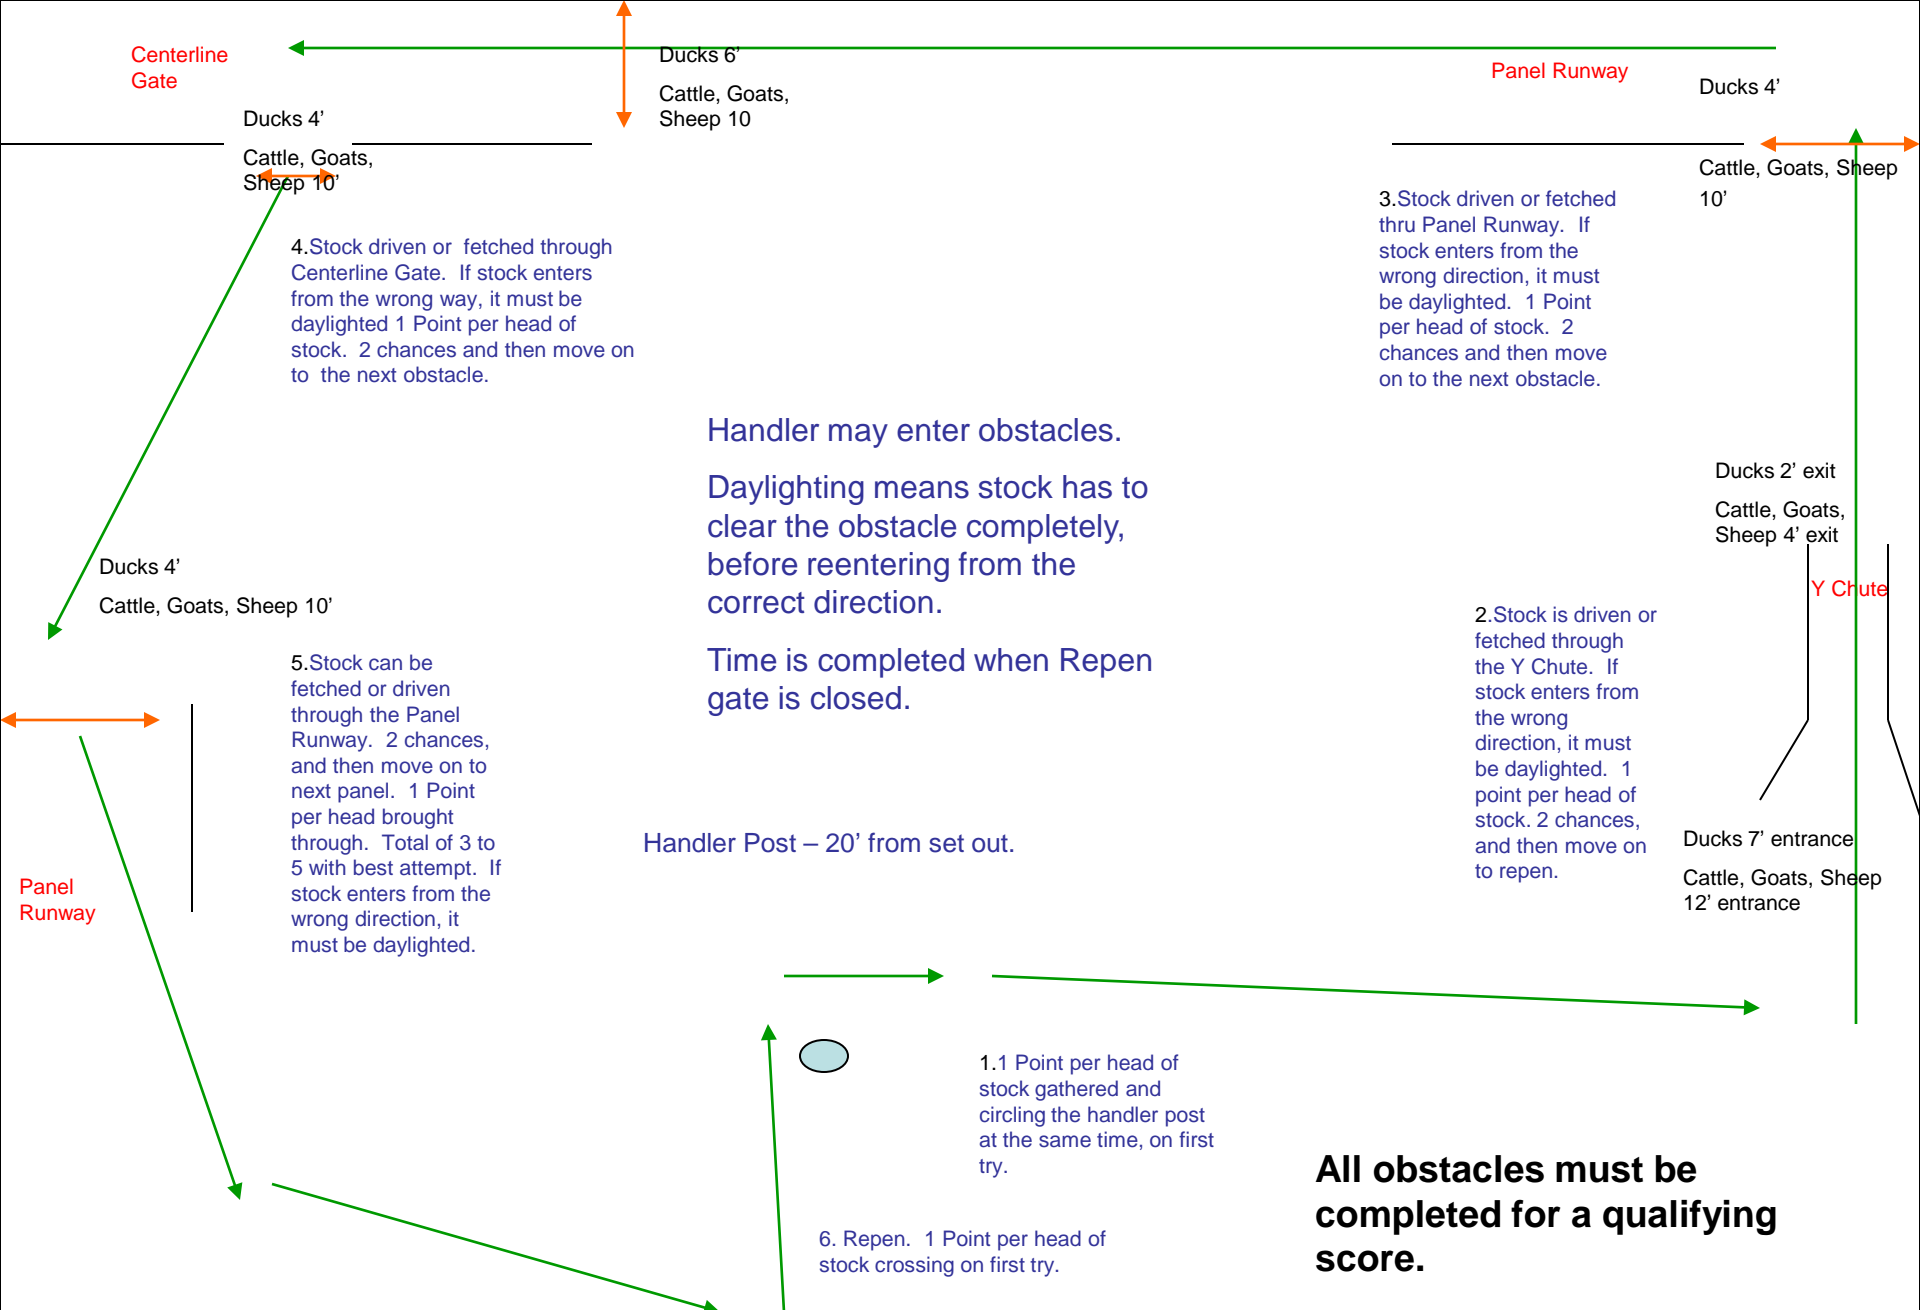 Centerline
Gate
Ducks 6’
Cattle, Goats,
Sheep 10
Panel Runway
Ducks 4’
Cattle, Goats, Sheep
10’
Ducks 4’
Cattle, Goats,
Sheep 10’
4.Stock driven or fetched through
Centerline Gate. If stock enters
from the wrong way, it must be
daylighted 1 Point per head of
stock. 2 chances and then move on
to the next obstacle.
3.Stock driven or fetched
thru Panel Runway. If
stock enters from the
wrong direction, it must
be daylighted. 1 Point
per head of stock. 2
chances and then move
on to the next obstacle.
Handler may enter obstacles.
Daylighting means stock has to
clear the obstacle completely,
before reentering from the
correct direction.
Time is completed when Repen
gate is closed.
Ducks 2’ exit
Cattle, Goats,
Sheep 4’ exit
Y Chute
Ducks 4’
Cattle, Goats, Sheep 10’
2.Stock is driven or
fetched through
the Y Chute. If
stock enters from
the wrong
direction, it must
be daylighted. 1
point per head of
stock. 2 chances,
and then move on
to repen.
5.Stock can be
fetched or driven
through the Panel
Runway. 2 chances,
and then move on to
next panel. 1 Point
per head brought
through. Total of 3 to
5 with best attempt. If
stock enters from the
wrong direction, it
must be daylighted.
Handler Post – 20’ from set out.
Ducks 7’ entrance
Cattle, Goats, Sheep
12’ entrance
Panel
Runway
1.1 Point per head of
stock gathered and
circling the handler post
at the same time, on first
try.
6. Repen. 1 Point per head of
stock crossing on first try.
All obstacles must be
completed for a qualifying
score.